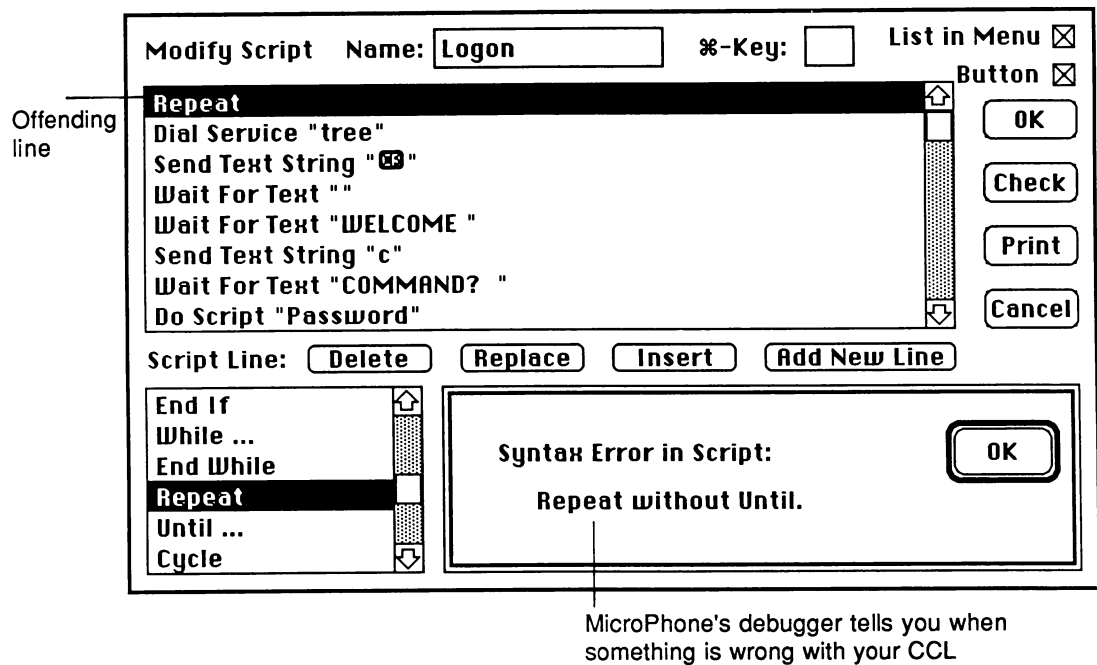 Modify Script Name: Logon ⌘-Key: List in Menu
Button
Offending
line
Repeat
Dial Service "tree"
Send Text String "CR"
Wait For Text ""
Wait For Text "WELCOME "
Send Text String "c"
Wait For Text "COMMAND?  "
Do Script "Password"
OK
Check
Print
Cancel
Script Line: Delete Replace Insert Add New Line
End If
While ...
End While
Repeat
Until ...
Cycle
Syntax Error in Script:
Repeat without Until.
OK
MicroPhone's debugger tells you when
something is wrong with your CCL